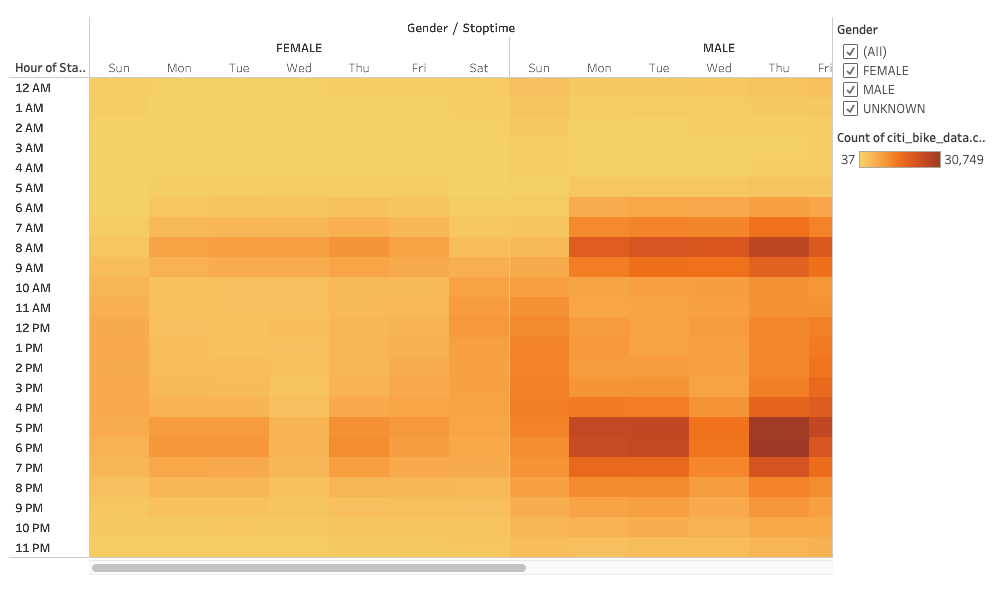 Gender / Stoptime
FEMALE MALE
Hour of Sta.. Sun Mon Tue Wed Thu Fri Sat Sun Mon Tue Wed Thu Fri
12 AM
1 AM
2 AM
3 AM
4 AM
5 AM
6 AM
7 AM
8 AM
9 AM
10 AM
11 AM
12 PM
1 PM
2 PM
3 PM
4 PM
5 PM
6 PM
7 PM
8 PM
9 PM
10 PM
11 PM
Gender
(All)
FEMALE
MALE
UNKNOWN
Count of citi_bike_data.c..
37 30,749